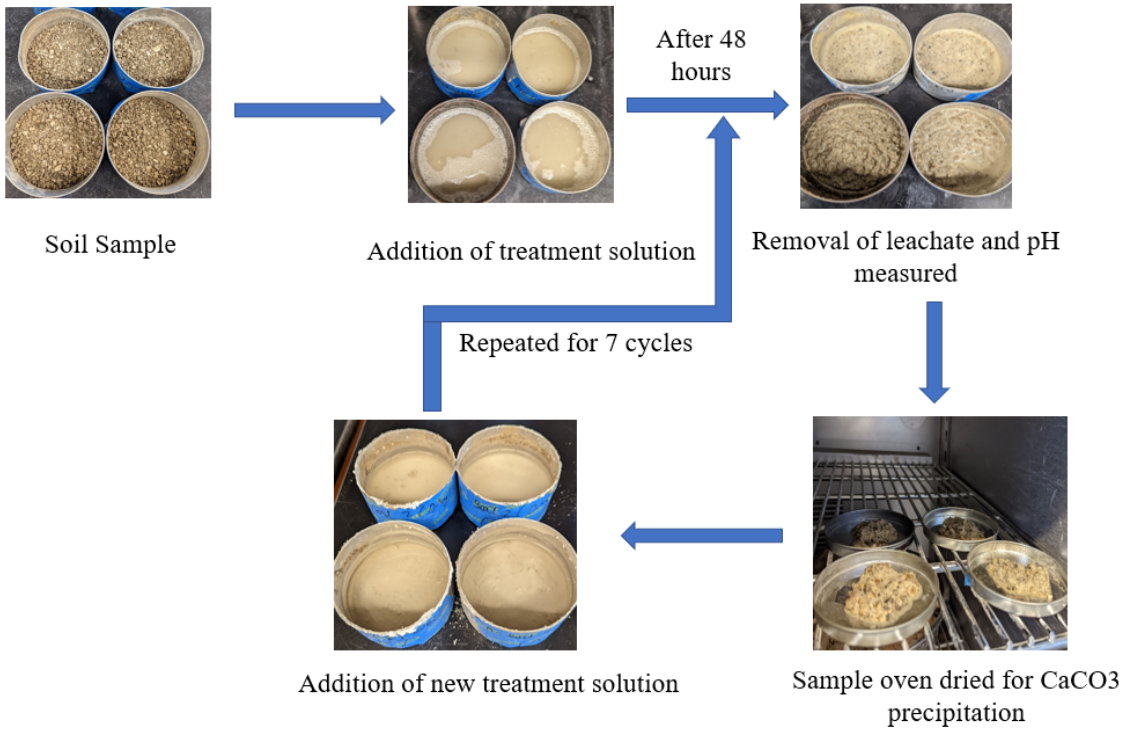 After 48
hours
Soil Sample
Addition of treatment solution
Removal of leachate and pH
measured
Repeated for 7 cycles
Addition of new treatment solution
Sample oven dried for CaCO3
precipitation